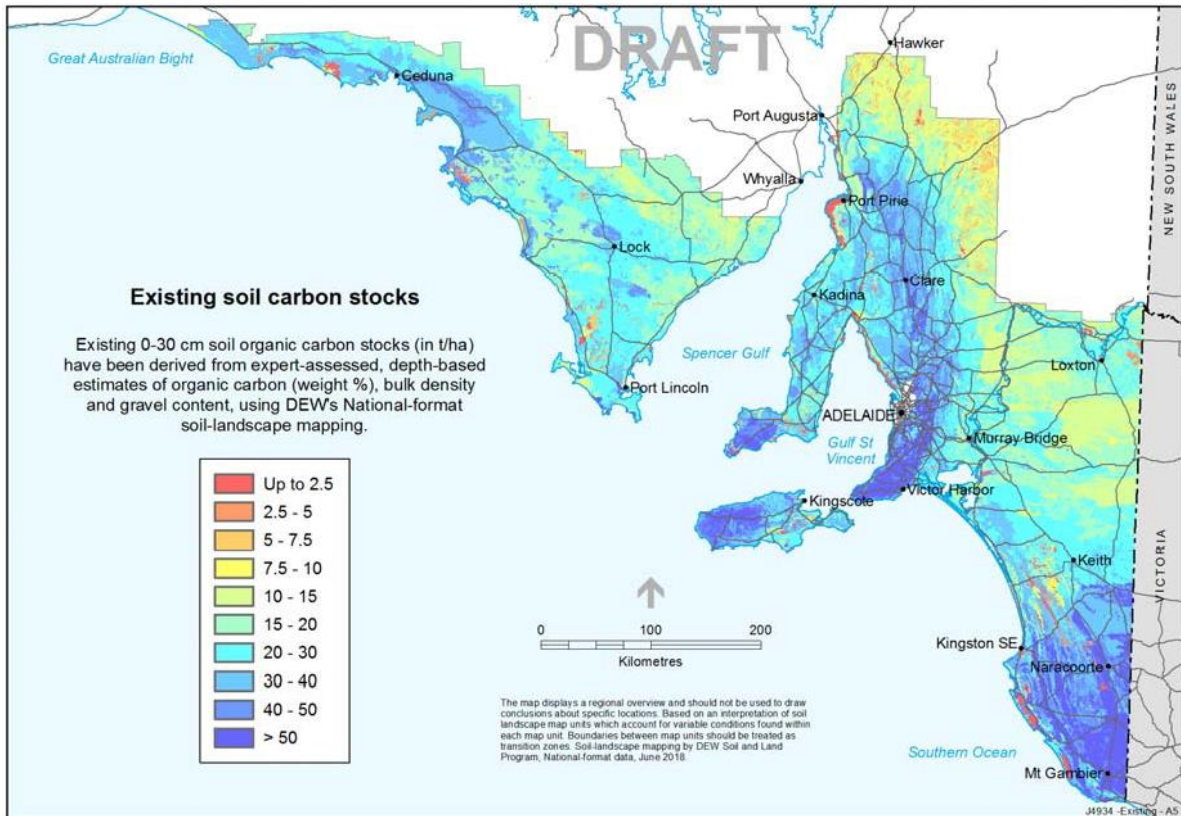 DRAFT
Great Australian Bight
Ceduna
Hawker
Port Augusta
Whyalla
Port Pirie
Lock
Clare
Kadina
Spencer Gulf
Port Lincoln
Loxton
ADELAIDE
Gulf St
Vincent
Murray Bridge
Victor Harbor
Kingscote
Keith
Kingston SE
Naracoorte
Southern Ocean
Mt Gambier
NEW SOUTH WALES
VICTORIA
Existing soil carbon stocks
Existing 0-30 cm soil organic carbon stocks (in t/ha)
have been derived from expert-assessed, depth-based
estimates of organic carbon (weight %), bulk density
and gravel content, using DEW's National-format
soil-landscape mapping.
Up to 2.5
2.5 - 5
5 - 7.5
7.5 - 10
10 - 15
15 - 20
20 - 30
30 - 40
40 - 50
> 50
0 100 200
Kilometres
The map displays a regional overview and should not be used to draw
conclusions about specific locations. Based on an interpretation of soil
landscape map units which account for variable conditions found within
each map unit. Boundaries between map units should be treated as
transition zones. Soil-landscape mapping by DEW Soil and Land
Program, National-format data, June 2018.
J4934 -Existing - A5